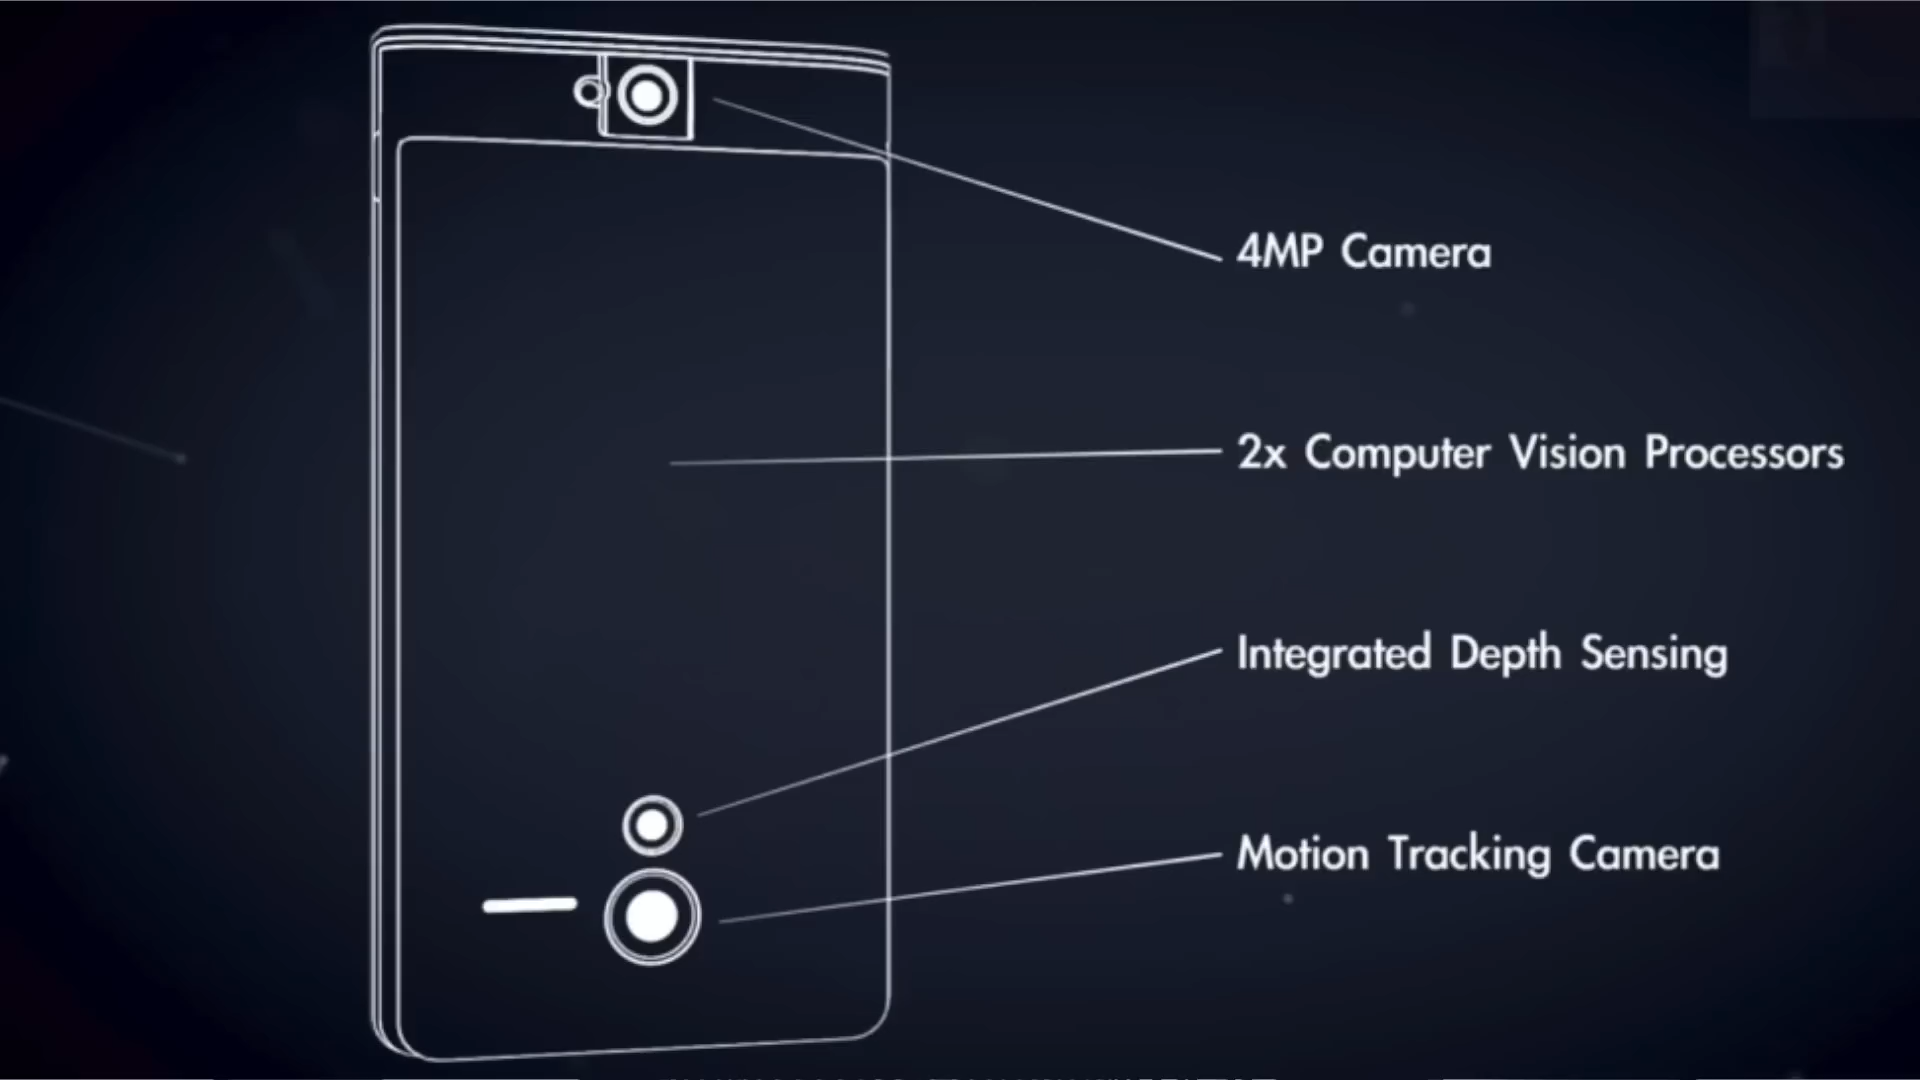 4MP Camera
2x Computer Vision Processors
Integrated Depth Sensing
Motion Tracking Camera